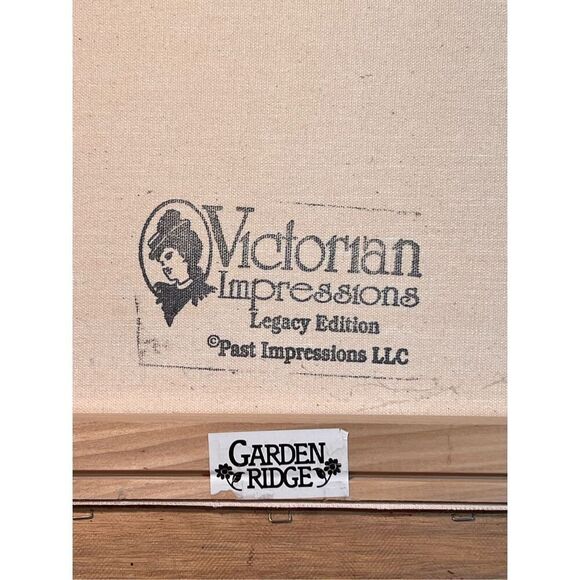 Victorian
Impressions
Legacy Edition
©Past Impressions LLC
GARDEN
RIDGE